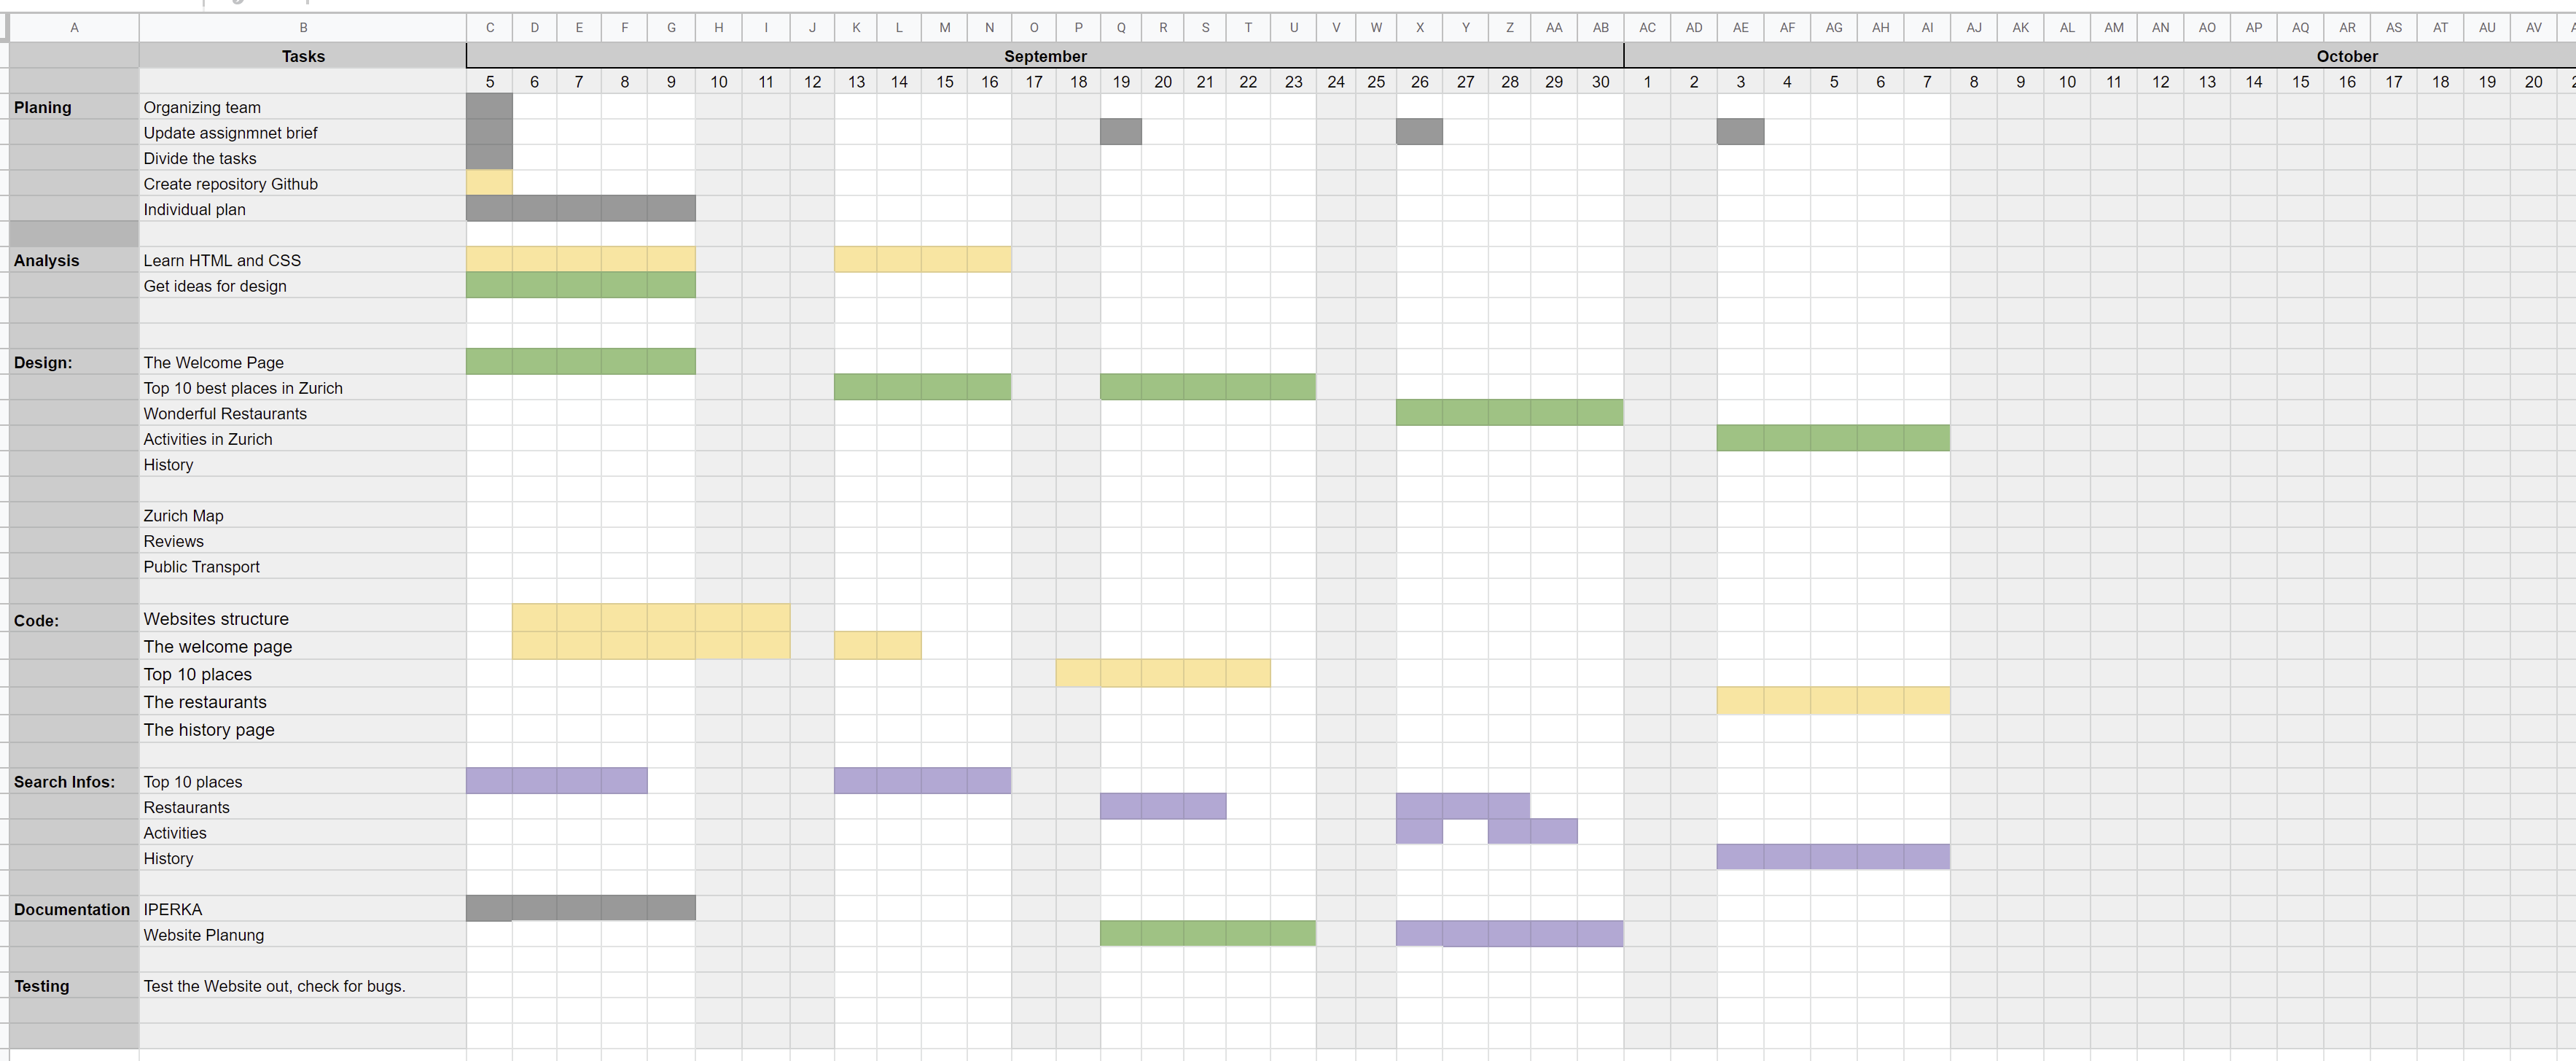 A B C D E F G H I J K L M N O P Q R S T U V W X Y Z AA AB AC AD AE AF AG AH AI AJ AK AL AM AN AO AP AQ AR AS AT AU AV
Tasks September October
5 6 7 8 9 10 11 12 13 14 15 16 17 18 19 20 21 22 23 24 25 26 27 28 29 30 1 2 3 4 5 6 7 8 9 10 11 12 13 14 15 16 17 18 19 20
Planing Organizing team
Update assignmnet brief
Divide the tasks
Create repository Github
Individual plan
Analysis Learn HTML and CSS
Get ideas for design
Design: The Welcome Page
Top 10 best places in Zurich
Wonderful Restaurants
Activities in Zurich
History
Zurich Map
Reviews
Public Transport
Code: Websites structure
The welcome page
Top 10 places
The restaurants
The history page
Search Infos: Top 10 places
Restaurants
Activities
History
Documentation IPERKA
Website Planung
Testing Test the Website out, check for bugs.